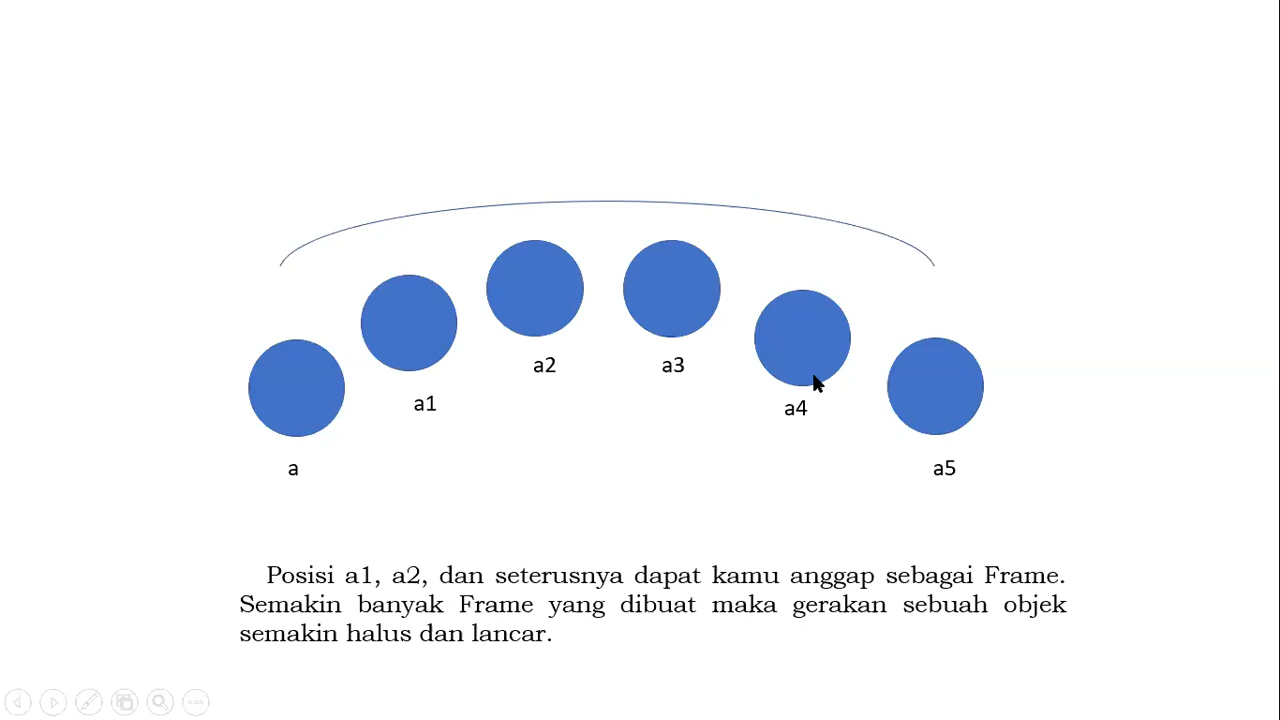 a2
a3
a1
a4
a
a5
Posisi a1, a2, dan seterusnya dapat kamu anggap sebagai Frame.
Semakin banyak Frame yang dibuat maka gerakan sebuah objek
semakin halus dan lancar.